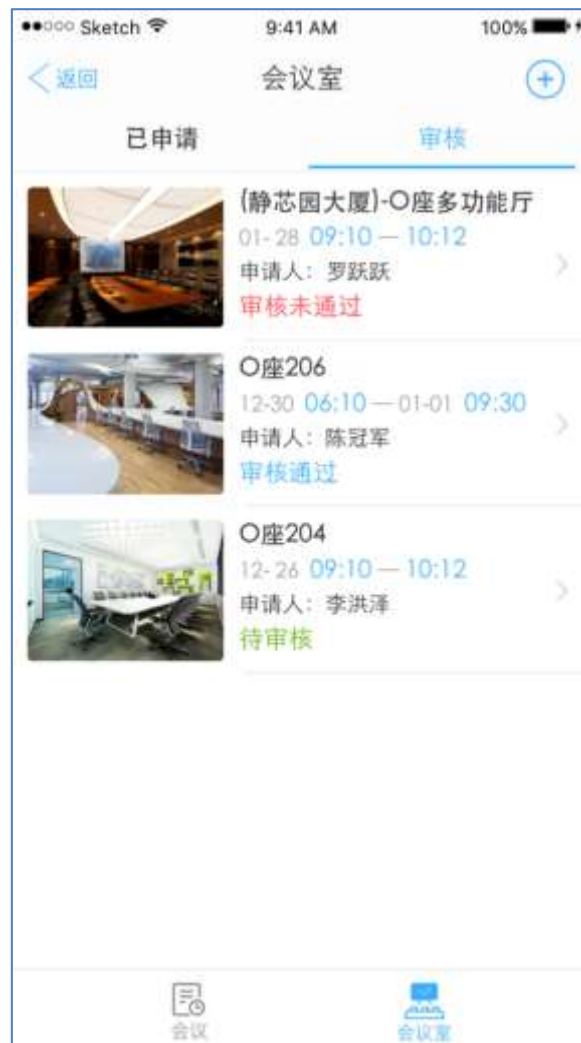 Sketch 9:41 AM 100%
返回 会议室
已申请 审核
(静芯园大厦)-O座多功能厅
01-28 09:10 — 10:12
申请人：罗跃跃
审核未通过
O座206
12-30 06:10 — 01-01 09:30
申请人：陈冠军
审核通过
O座204
12-26 09:10 — 10:12
申请人：李洪泽
待审核
会议 会议室